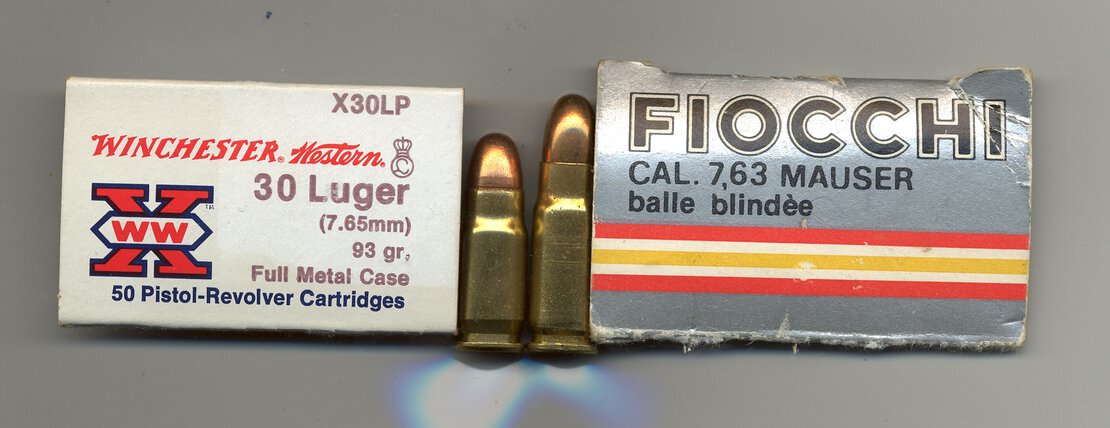 X30LP
WINCHESTER® Western®
30 Luger
(7.65mm)
93 gr.
Full Metal Case
50 Pistol-Revolver Cartridges
WW
TM
FIOCCHI
CAL. 7,63 MAUSER
balle blindèe